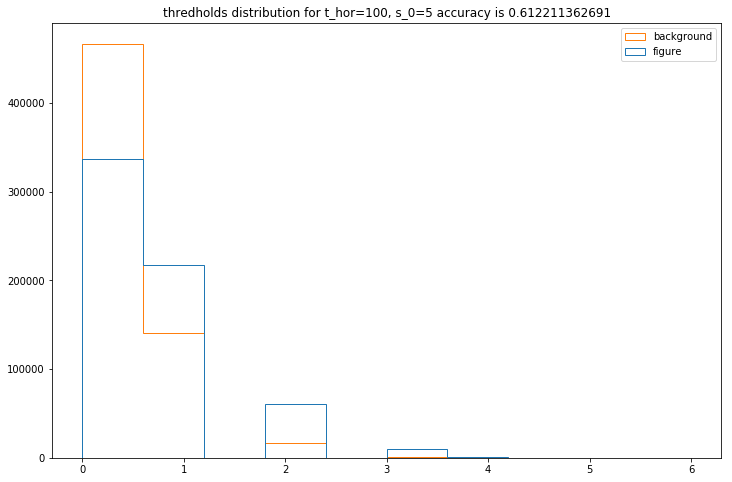 thredholds distribution for t_hor=100, s_0=5 accuracy is 0.612211362691
background
figure
400000
300000
200000
100000
0
0 1 2 3 4 5 6